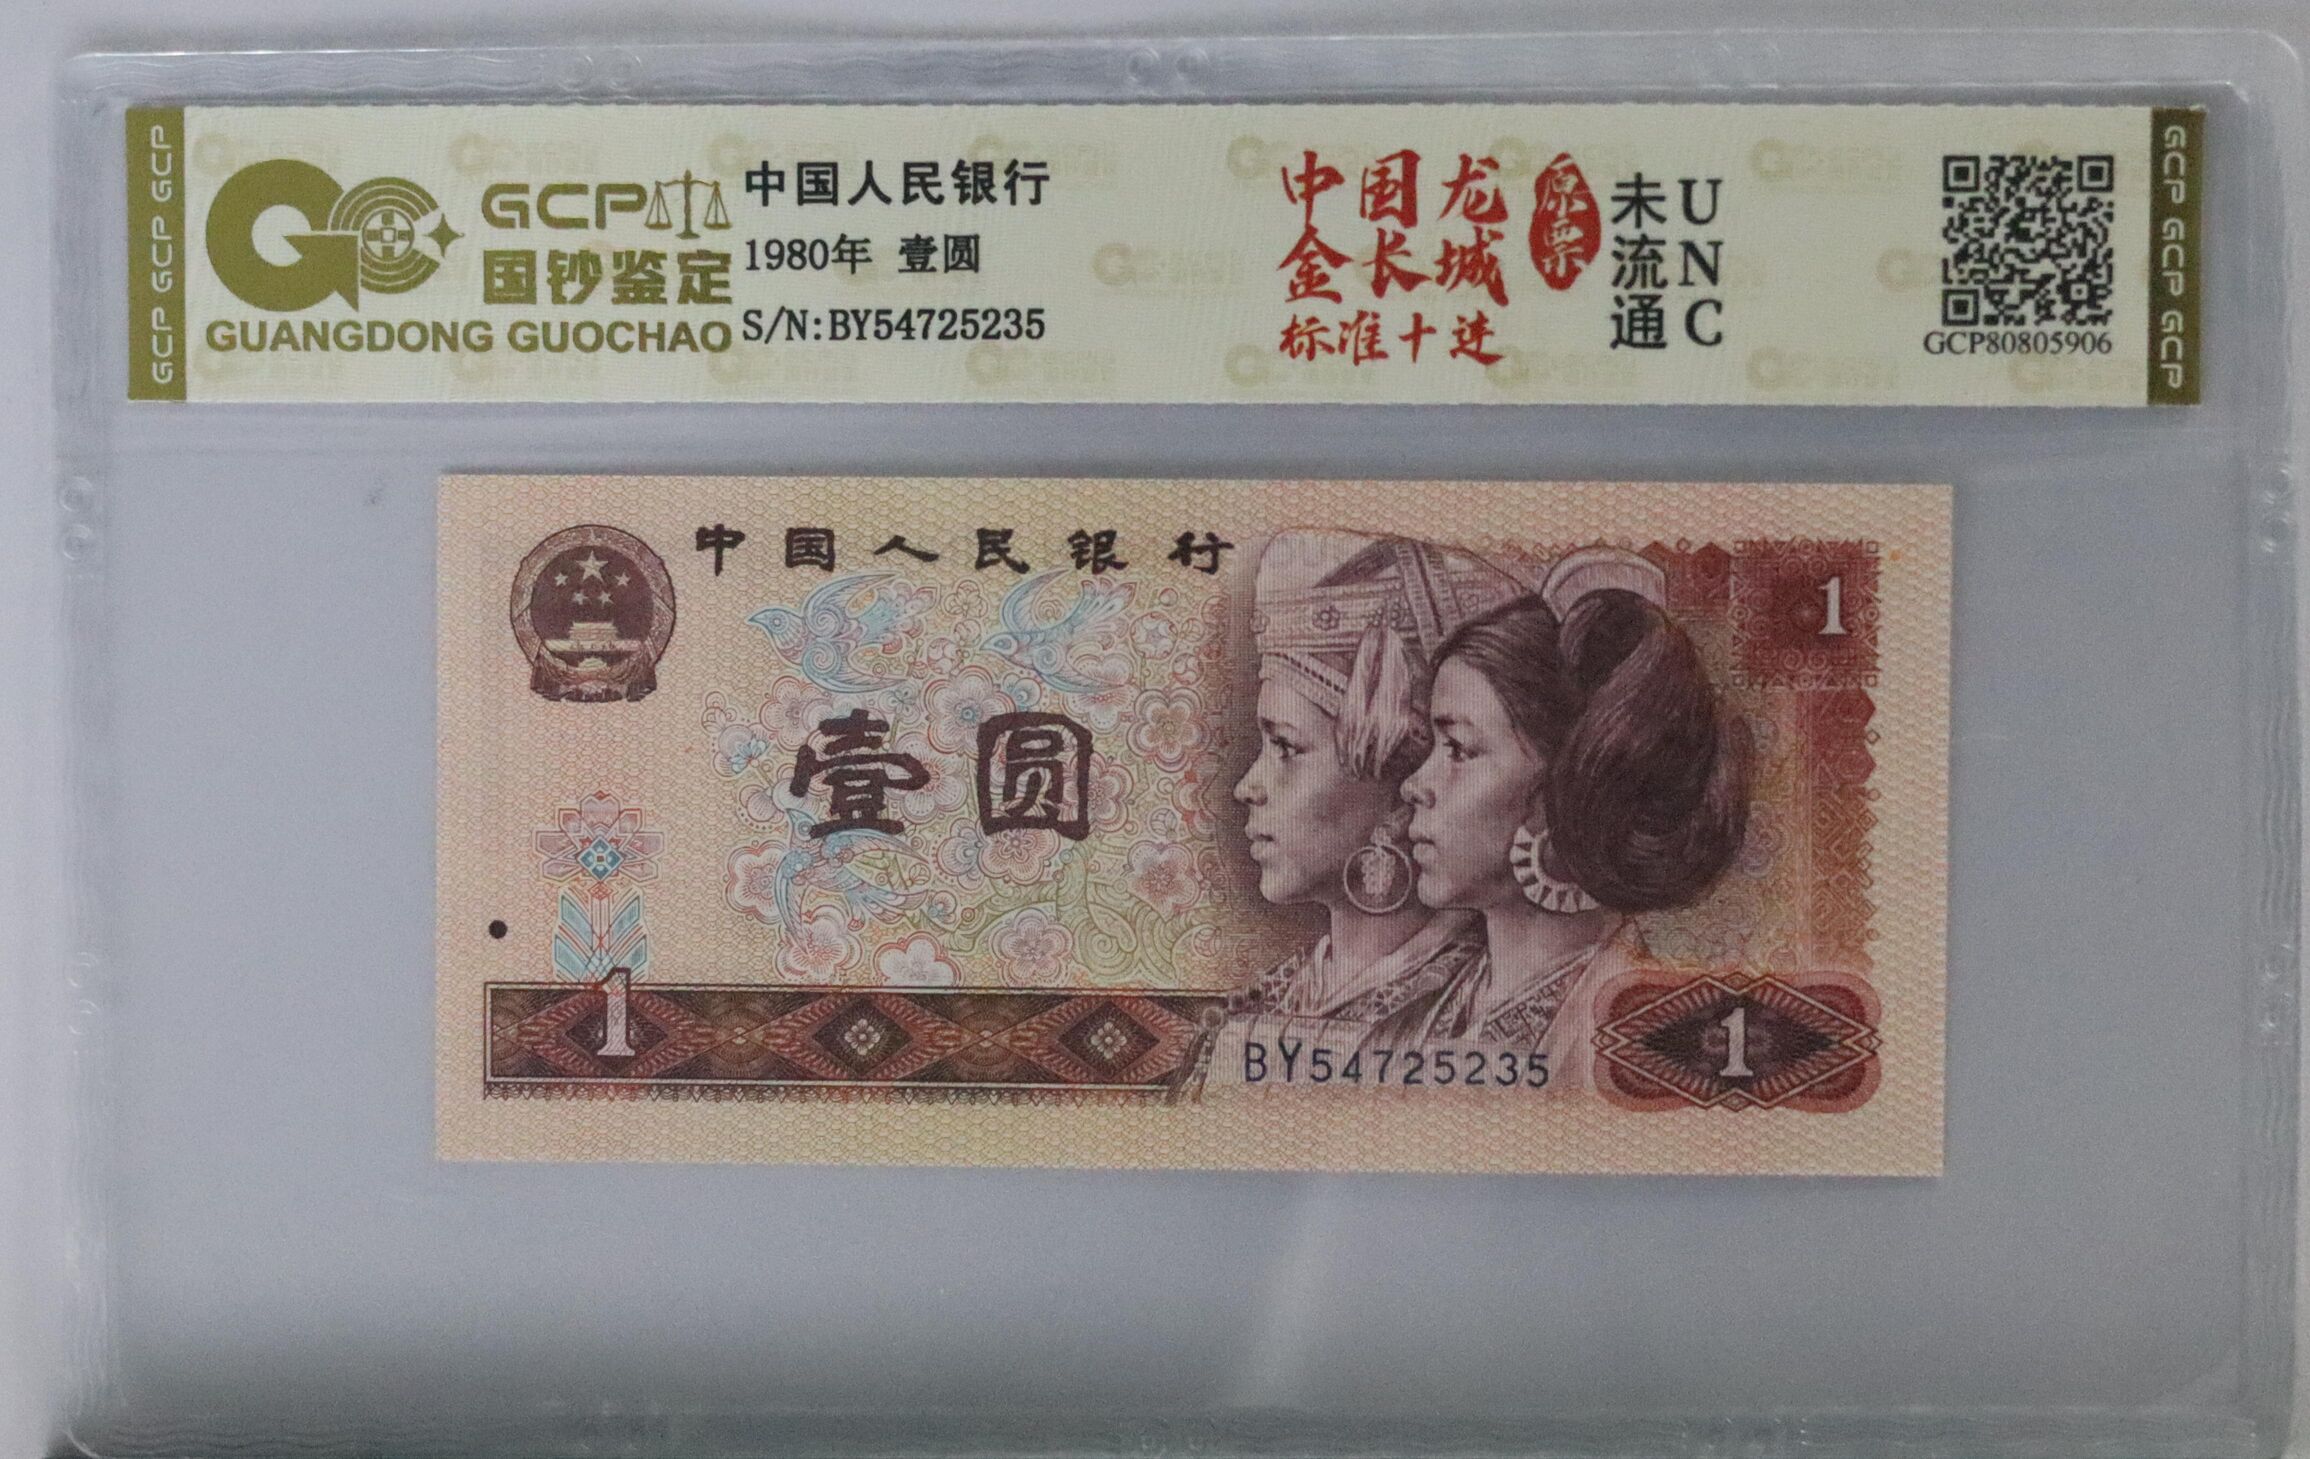 GCP GCP GCP
GCP
国钞鉴定
GUANGDONG GUOCHAO
中国人民银行
1980年 壹圆
S/N:BY54725235
中国龙
金长城
标准十进
原票
未流通
UNC
GCP80805906
GCP GCP GCP
中国人民银行
壹圆
1
1
1
BY54725235